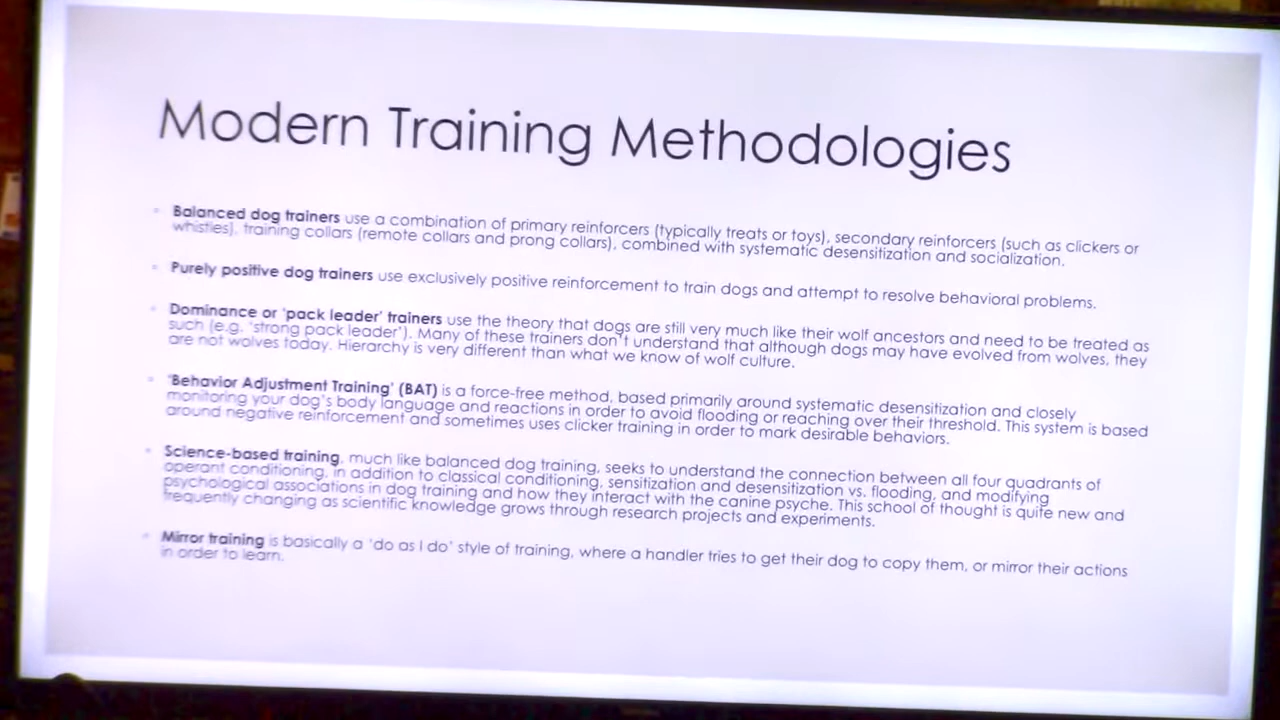 Modern Training Methodologies
Balanced dog trainers use a combination of primary reinforcers (typically treats or toys), secondary reinforcers (such as clickers or
whistles), training collars (remote collars and prong collars), combined with systematic desensitization and socialization.
Purely positive dog trainers use exclusively positive reinforcement to train dogs and attempt to resolve behavioral problems.
Dominance or 'pack leader' trainers use the theory that dogs are still very much like their wolf ancestors and need to be treated as
such (e.g. 'strong pack leader'). Many of these trainers don't understand that although dogs may have evolved from wolves, they
are not wolves today. Hierarchy is very different than what we know of wolf culture.
'Behavior Adjustment Training' (BAT) is a force-free method, based primarily around systematic desensitization and closely
monitoring your dog's body language and reactions in order to avoid flooding or reaching over their threshold. This system is based
around negative reinforcement and sometimes uses clicker training in order to mark desirable behaviors.
Science-based training, much like balanced dog training, seeks to understand the connection between all four quadrants of
operant conditioning, in addition to classical conditioning, sensitization and desensitization vs. flooding, and modifying
psychological associations in dog training and how they interact with the canine psyche. This school of thought is quite new and
frequently changing as scientific knowledge grows through research projects and experiments.
Mirror training is basically a 'do as I do' style of training, where a handler tries to get their dog to copy them, or mirror their actions
in order to learn.